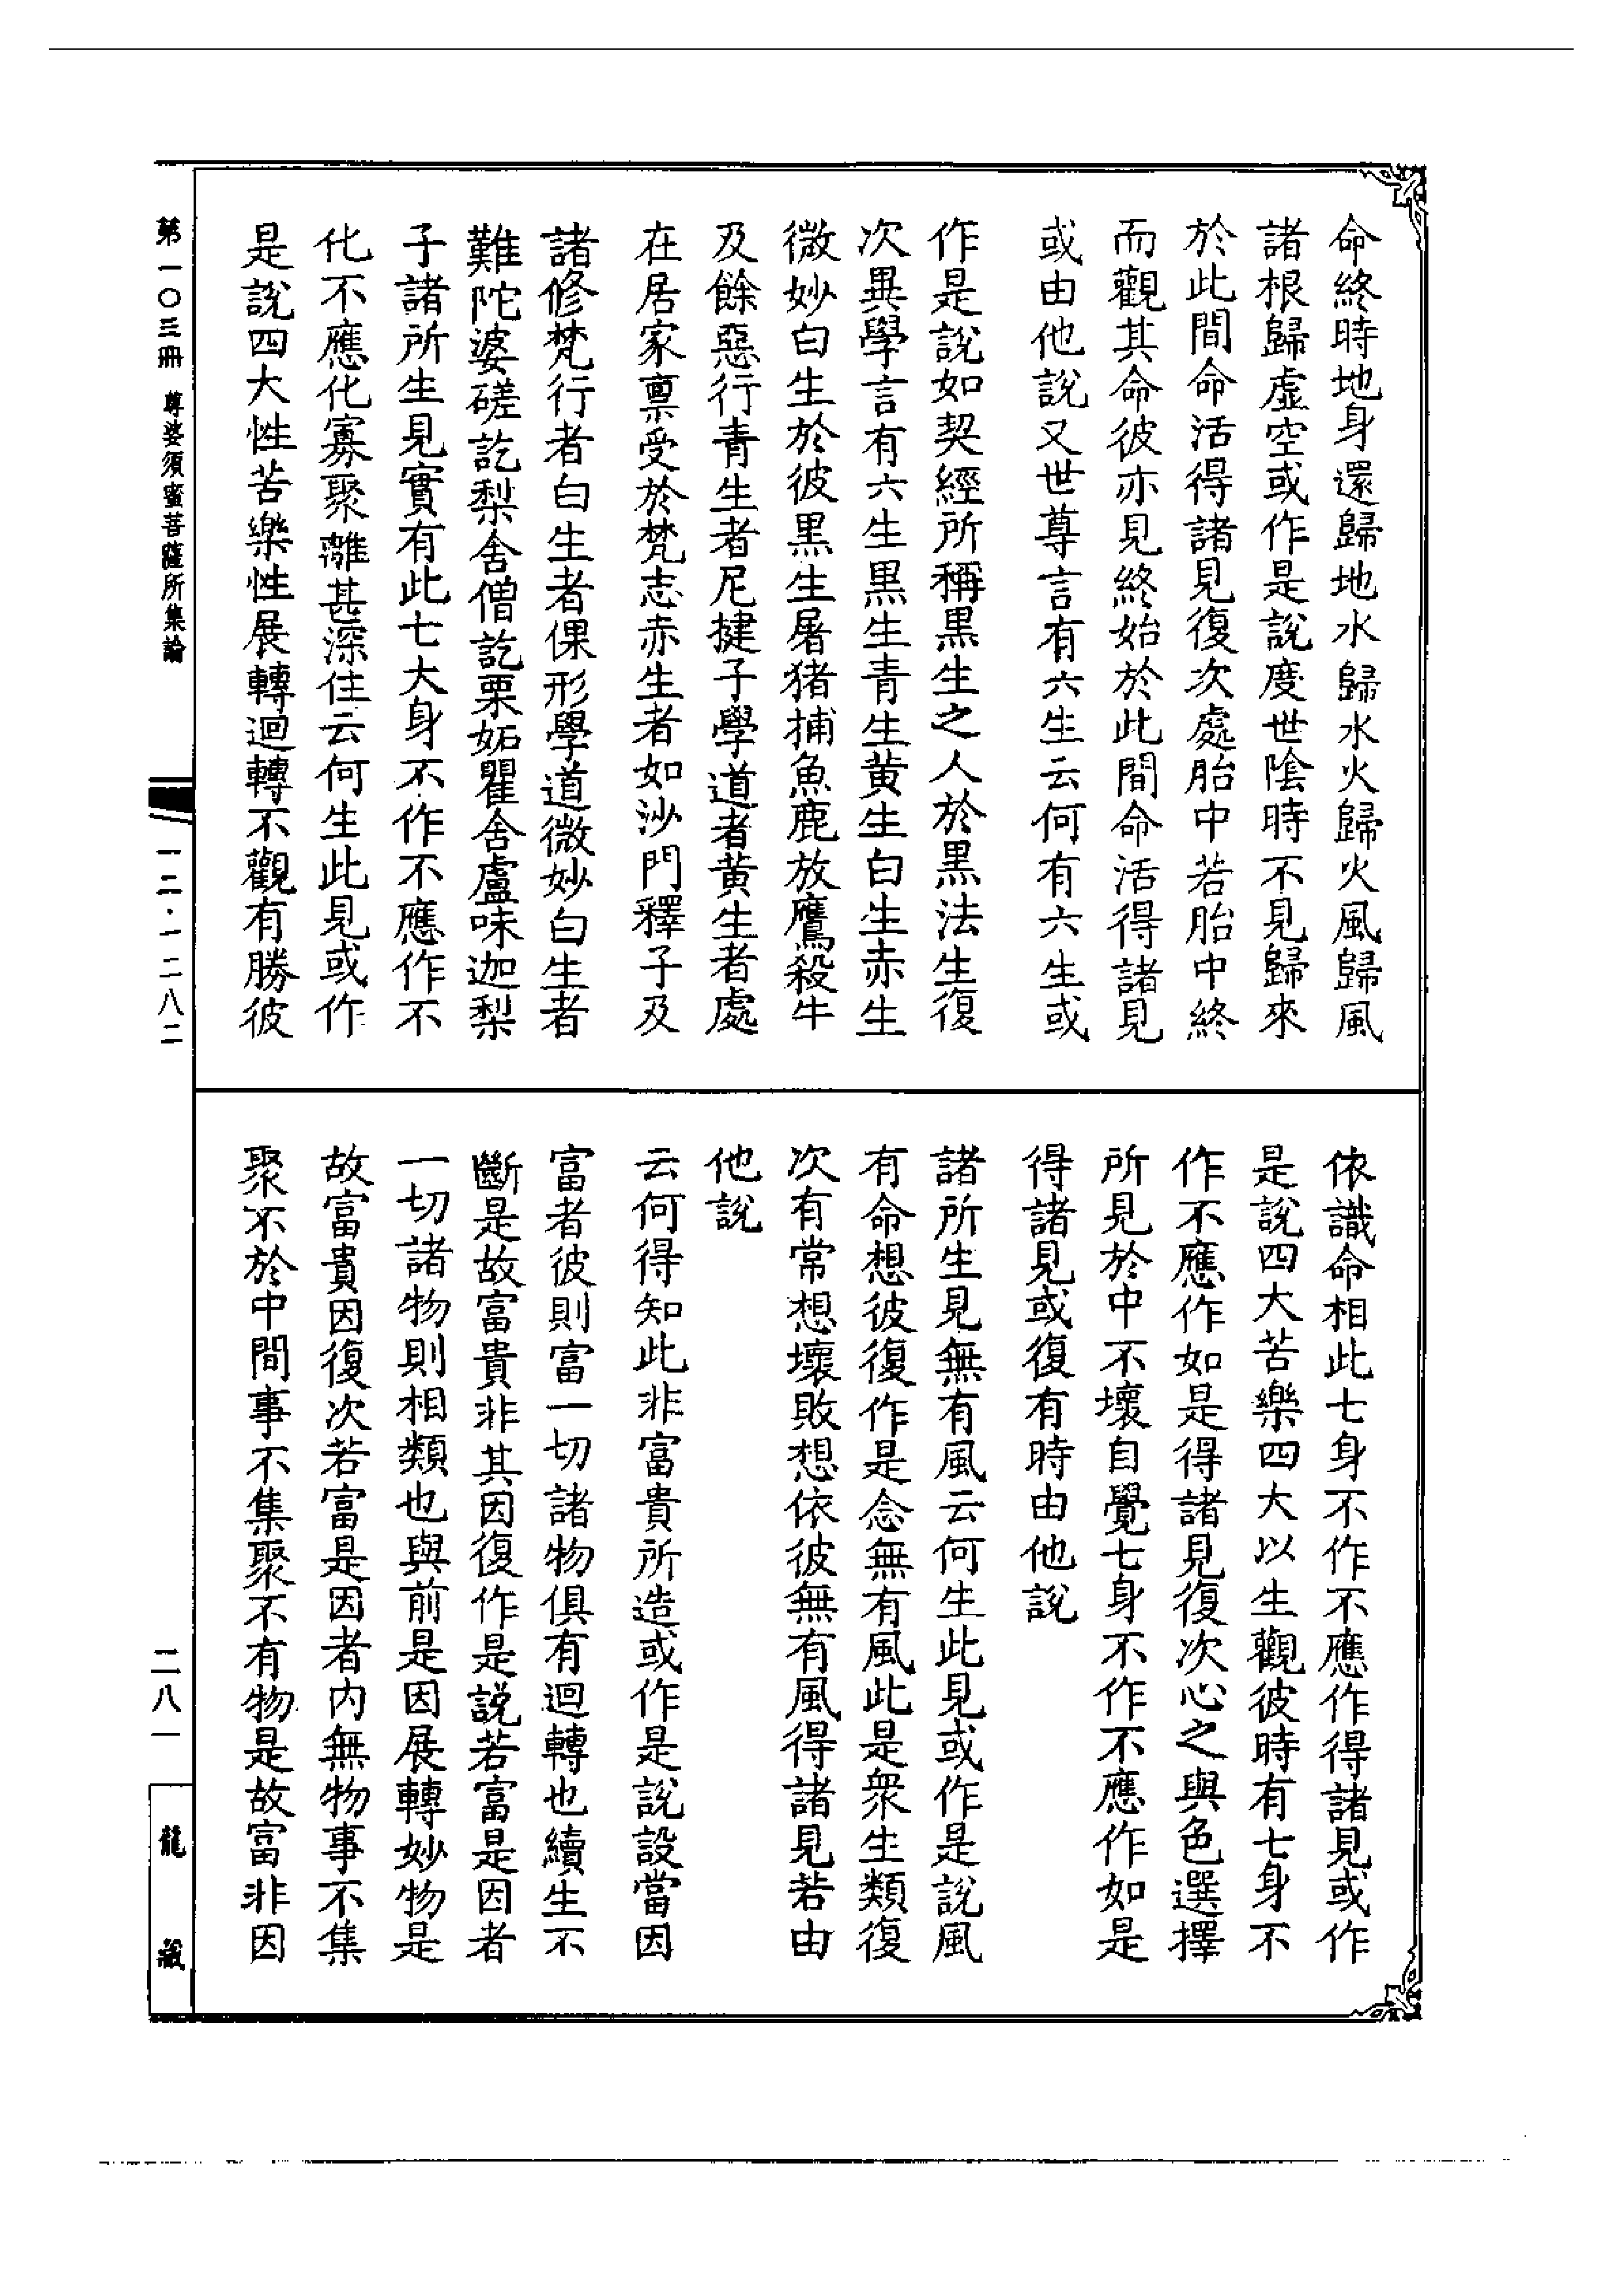 命終時地身還歸地水歸水火歸火風歸風
諸根歸虛空或作是說度世陰時不見歸來
於此間命活得諸見復次處胎中若胎中終
而觀其命彼亦見終始於此間命活得諸見
或由他說又世尊言有六生云何有六生或
作是說如契經所稱黑生之人於黑法生復
次異學言有六生黑生青生黃生白生赤生
微妙白生於彼黑生屠猪捕魚鹿放鷹殺牛
及餘惡行青生者尼揵子學道者黃生者處
在居家禀受於梵志赤生者如沙門釋子及
諸修梵行者白生者倮形學道微妙白生者
難陀婆磋訖梨舍僧訖栗妬瞿舍盧味迦梨
子諸所生見實有此七大身不作不應作不
化不應化寡聚離甚深住云何生此見或作
是說四大性苦樂性展轉迴轉不觀有勝彼
依識命相此七身不作不應作得諸見或作
是說四大苦樂四大以生觀彼時有七身不
作不應作如是得諸見復次心之與色選擇
所見於中不壞自覺七身不作不應作如是
得諸見或復有時由他說
諸所生見無有風云何生此見或作是說風
有命想彼復作是念無有風此是衆生類復
次有常想壞敗想依彼無有風得諸見若由
他說
云何得知此非富貴所造或作是說設當因
富者彼則富一切諸物俱有迴轉也續生不
斷是故富貴非其因復作是說若富是因者
一切諸物則相類也與前是因展轉妙物是
故富貴因復次若富是因者内無物事不集
聚不於中間事不集聚不有物是故富非因
第一〇三冊 尊婆須蜜菩薩所集論
一二·一二八二
二八一
龍藏